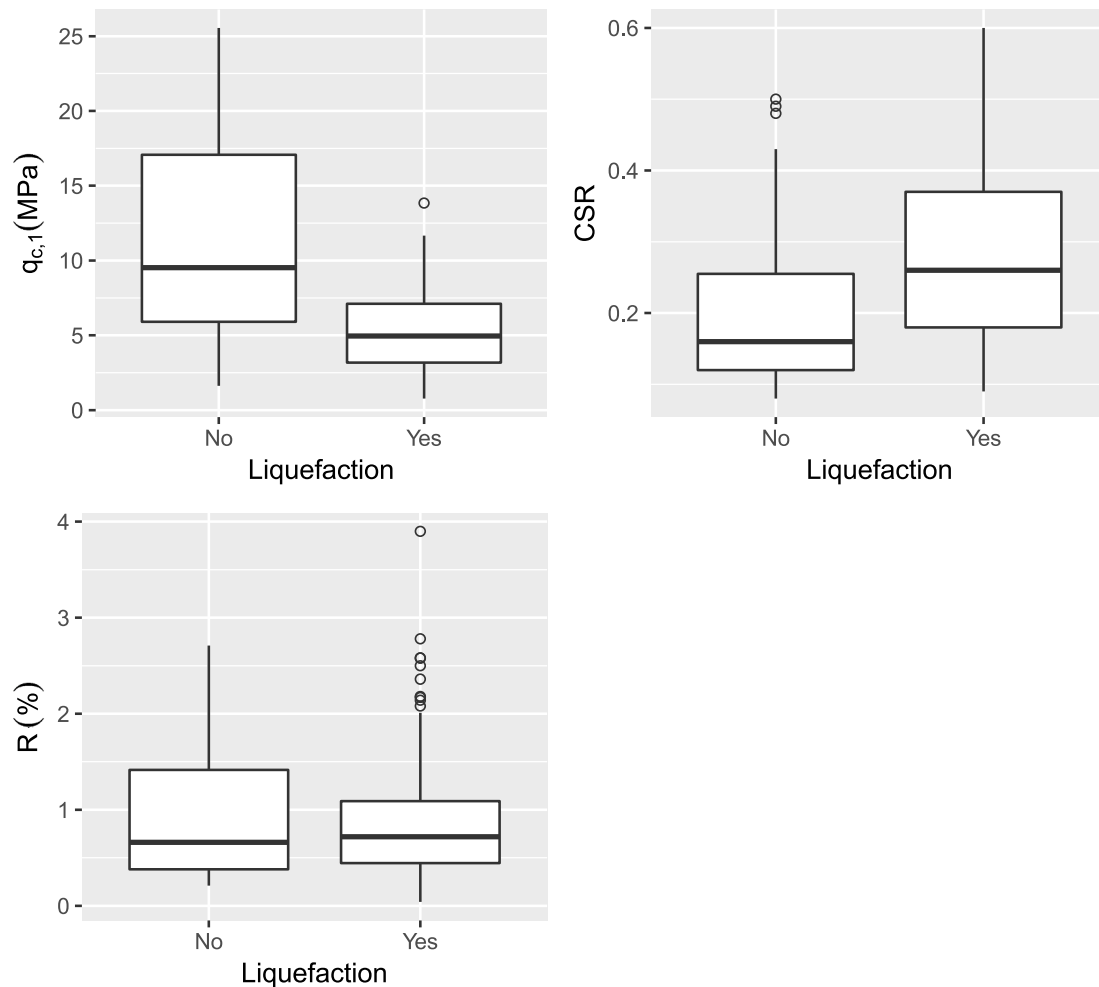 25
20
15
10
5
0
q_c,1(MPa)
No Yes
Liquefaction
0.6
0.4
0.2
CSR
No Yes
Liquefaction
4
3
2
1
0
R(%)
No Yes
Liquefaction